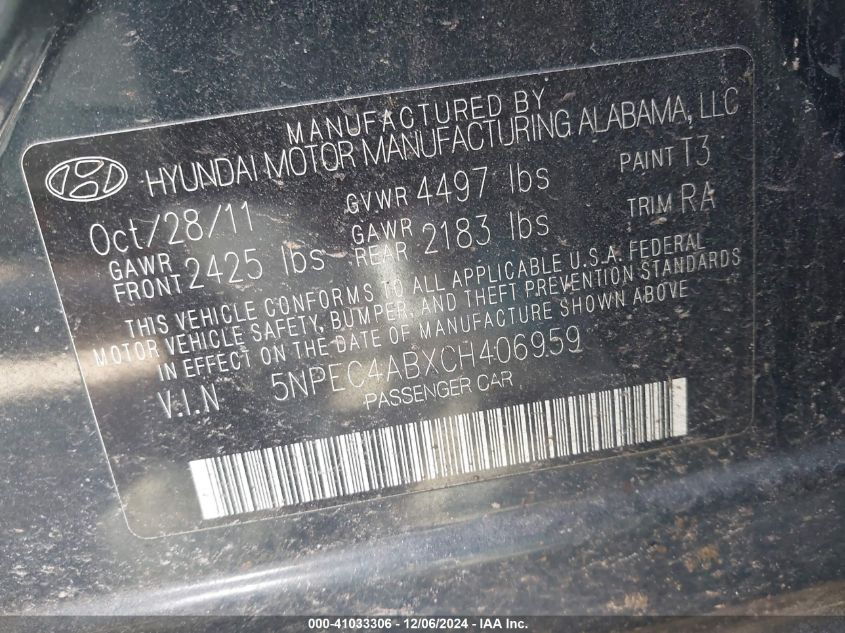 MANUFACTURED BY
HYUNDAI MOTOR MANUFACTURING ALABAMA, LLC
Oct/28/11 GVWR 4497 lbs PAINT T3
GAWR FRONT 2425 lbs GAWR REAR 2183 lbs TRIM RA
THIS VEHICLE CONFORMS TO ALL APPLICABLE U.S.A. FEDERAL
MOTOR VEHICLE SAFETY, BUMPER, AND THEFT PREVENTION STANDARDS
IN EFFECT ON THE DATE OF MANUFACTURE SHOWN ABOVE
V.I.N 5NPEC4ABXCH406959
PASSENGER CAR
000-41033306 - 12/06/2024 - IAA Inc.